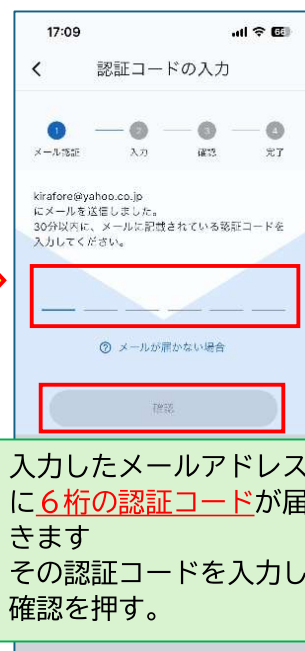 17:09
認証コードの入力
1 2 3 4
メール認証 入力 確認 完了
kirafore@yahoo.co.jp
にメールを送信しました。
30分以内に、メールに記載されている認証コードを
入力してください。
メールが届かない場合
確認
入力したメールアドレス
に６桁の認証コードが届
きます
その認証コードを入力し
確認を押す。